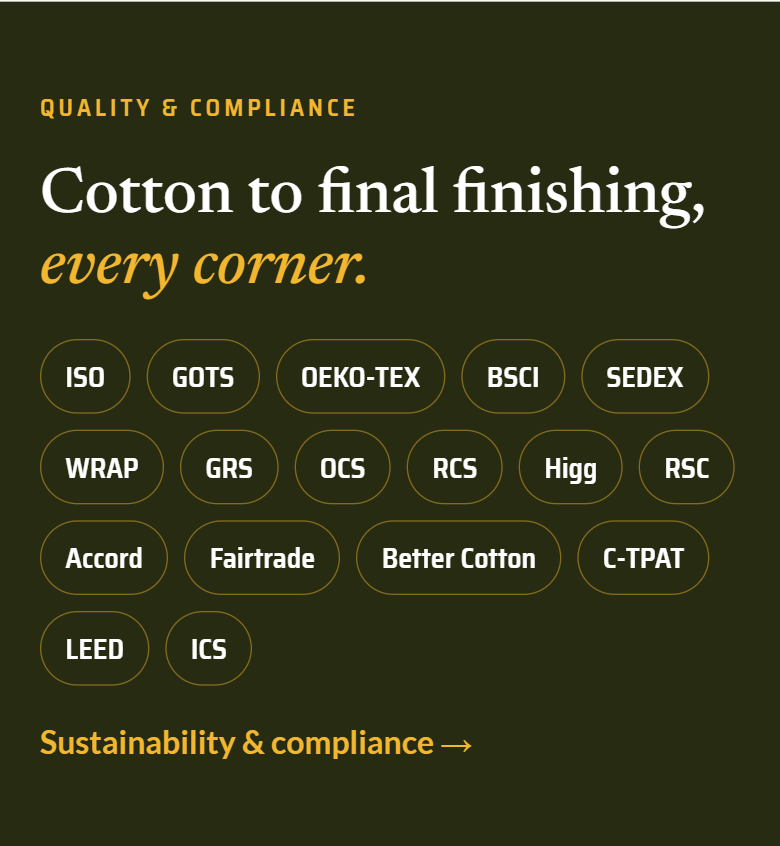 QUALITY & COMPLIANCE
Cotton to final finishing,
every corner.
ISO GOTS OEKO-TEX BSCI SEDEX
WRAP GRS OCS RCS Higg RSC
Accord Fairtrade Better Cotton C-TPAT
LEED ICS
Sustainability & compliance →